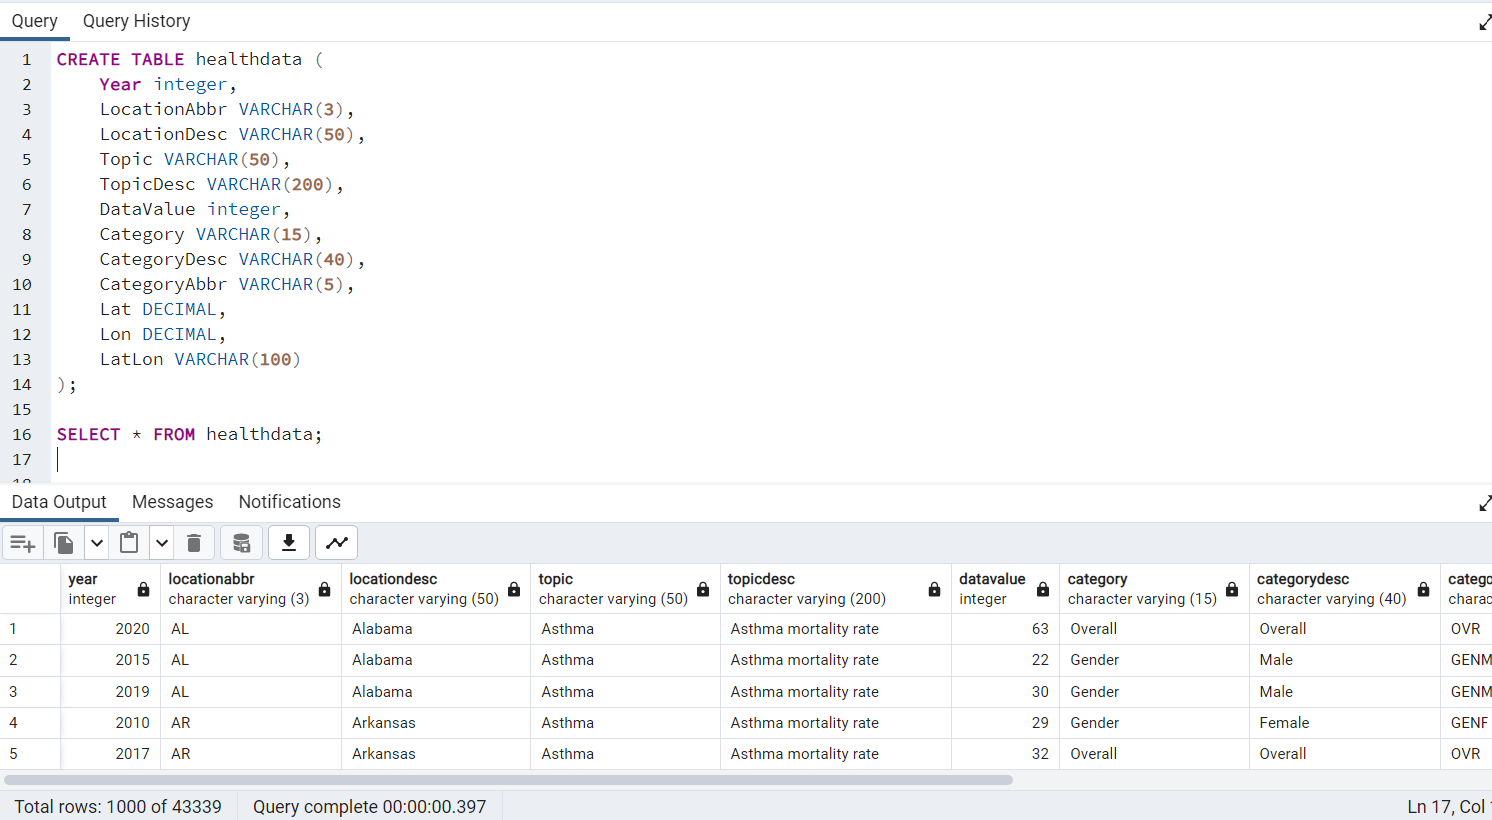 Query Query History
1 CREATE TABLE healthdata (
2 Year integer,
3 LocationAbbr VARCHAR(3),
4 LocationDesc VARCHAR(50),
5 Topic VARCHAR(50),
6 TopicDesc VARCHAR(200),
7 DataValue integer,
8 Category VARCHAR(15),
9 CategoryDesc VARCHAR(40),
10 CategoryAbbr VARCHAR(5),
11 Lat DECIMAL,
12 Lon DECIMAL,
13 LatLon VARCHAR(100)
14 );
15
16 SELECT * FROM healthdata;
17
Data Output Messages Notifications
year locationabbr locationdesc topic topicdesc datavalue category categorydesc catego
integer character varying (3) character varying (50) character varying (50) character varying (200) integer character varying (15) character varying (40) charac
1 2020 AL Alabama Asthma Asthma mortality rate 63 Overall Overall OVR
2 2015 AL Alabama Asthma Asthma mortality rate 22 Gender Male GENM
3 2019 AL Alabama Asthma Asthma mortality rate 30 Gender Male GENM
4 2010 AR Arkansas Asthma Asthma mortality rate 29 Gender Female GENF
5 2017 AR Arkansas Asthma Asthma mortality rate 32 Overall Overall OVR
Total rows: 1000 of 43339 Query complete 00:00:00.397 Ln 17, Col